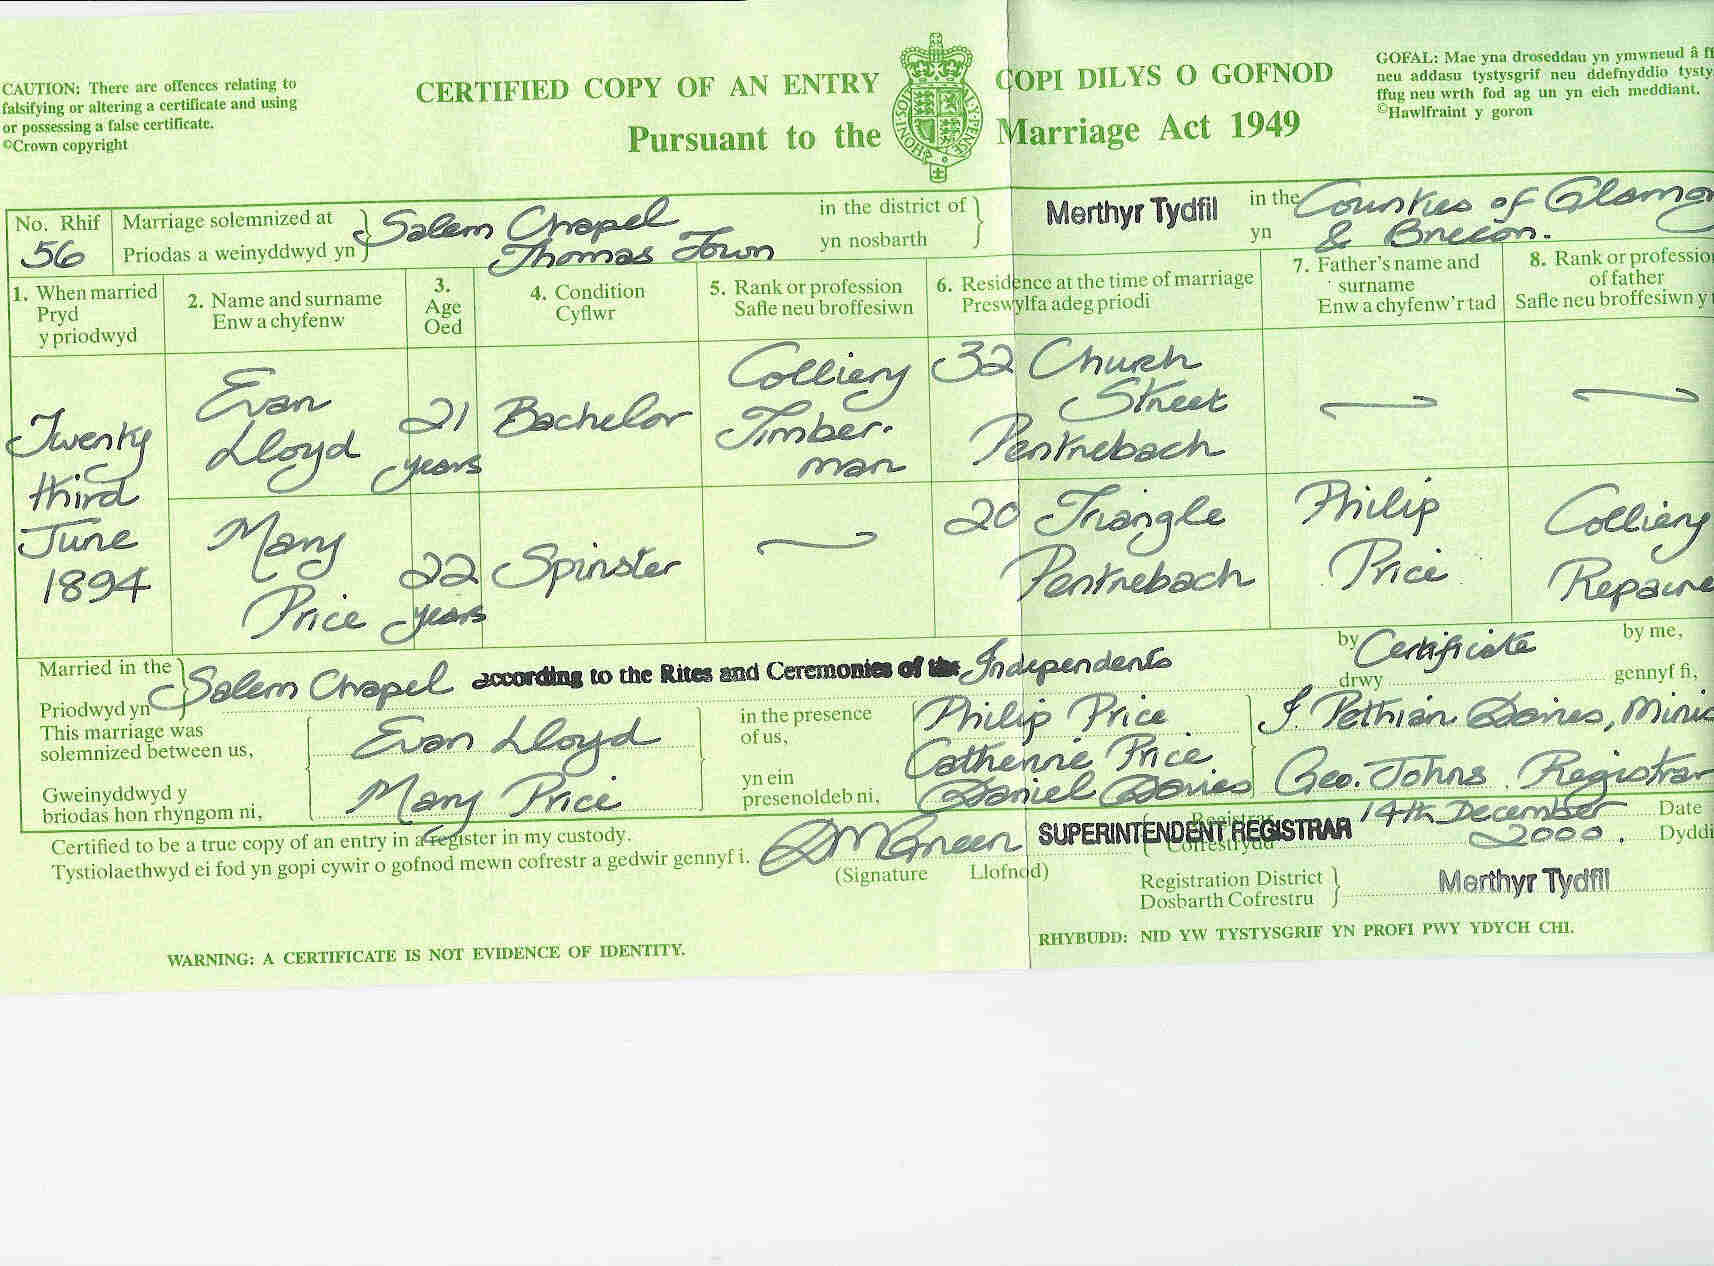 CAUTION: There are offences relating to
falsifying or altering a certificate and using
or possessing a false certificate.
©Crown copyright
CERTIFIED COPY OF AN ENTRY
Pursuant to the
HONI SOIT
COPI DILYS O GOFNOD
Marriage Act 1949
GOFAL: Mae yna droseddau yn ymwneud â ff
neu addasu tystysgrif neu ddefnyddio tysty
ffug neu wrth fod ag un yn eich meddiant.
©Hawlfraint y goron
No. Rhif
56
Marriage solemnized at
Priodas a weinyddwyd yn
Salem Chapel
Thomas Town
in the district of
yn nosbarth
Merthyr Tydfil
in the
yn
Counties of Glamor
& Brecon.
1. When married
Pryd
y priodwyd
2. Name and surname
Enw a chyfenw
3.
Age
Oed
4. Condition
Cyflwr
5. Rank or profession
Safle neu broffesiwn
6. Residence at the time of marriage
Preswylfa adeg priodi
7. Father's name and
surname
Enw a chyfenw'r tad
8. Rank or professio
of father
Safle neu broffesiwn y
Twenty
third
June
1894
Evan
Lloyd
21
years
Bachelor
Colliery
Timber-
man
32 Church
Street
Pentrebach
Mary
Price
22
years
Spinster
20 Triangle
Pentrebach
Philip
Price
Colliery
Repaire
Married in the
Priodwyd yn
Salem Chapel according to the Rites and Ceremonies of the Independents
by
drwy
Certificate
by me,
gennyf fi,
This marriage was
solemnized between us,
Gweinyddwyd y
briodas hon rhyngom ni,
Evan Lloyd
Mary Price
in the presence
of us,
yn ein
presenoldeb ni,
Philip Price
Catherine Price
Daniel Davies
J. Davies, Minis
Geo. Johns. Registrar
Certified to be a true copy of an entry in a register in my custody.
Tystiolaethwyd ei fod yn gopi cywir o gofnod mewn cofrestr a gedwir gennyf i.
Green
(Signature Llofnod)
SUPERINTENDENT REGISTRAR
Registrar
Cofrestrydd
14th December
2000.
Date
Dyddi
Registration District
Dosbarth Cofrestru
Merthyr Tydfil
WARNING: A CERTIFICATE IS NOT EVIDENCE OF IDENTITY.
RHYBUDD: NID YW TYSTYSGRIF YN PROFI PWY YDYCH CHI.